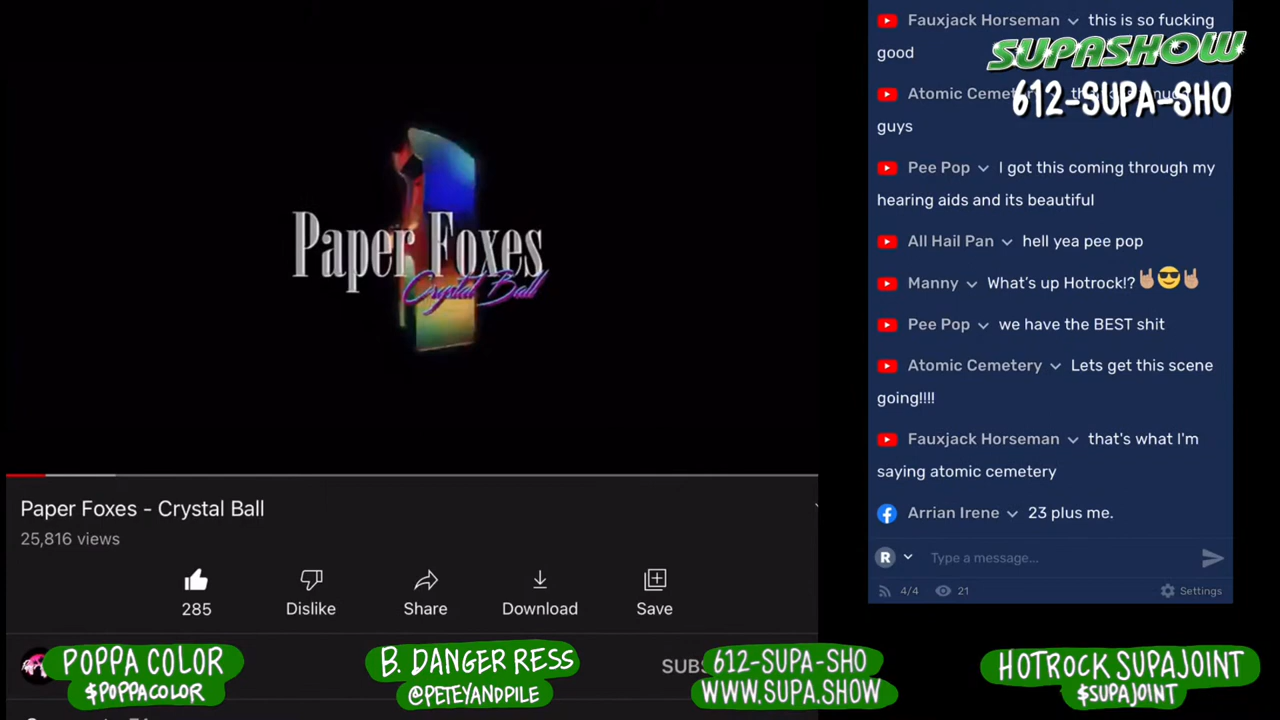 Paper Foxes
Crystal Ball
Paper Foxes - Crystal Ball
25,816 views
285
Dislike
Share
Download
Save
SUBS
Fauxjack Horseman this is so fucking
good
SUPASHOW
612-SUPA-SHO
Atomic
guys
Pee Pop I got this coming through my
hearing aids and its beautiful
All Hail Pan hell yea pee pop
Manny What's up Hotrock!?🤘😎🤘
Pee Pop we have the BEST shit
Atomic Cemetery Lets get this scene
going!!!!
Fauxjack Horseman that's what I'm
saying atomic cemetery
Arrian Irene 23 plus me.
R Type a message...
4/4 21 Settings
POPPA COLOR
$POPPACOLOR
B. DANGER RESS
@PETEYANDPILE
612-SUPA-SHO
WWW.SUPA.SHOW
HOTROCK SUPAJOINT
$SUPAJOINT